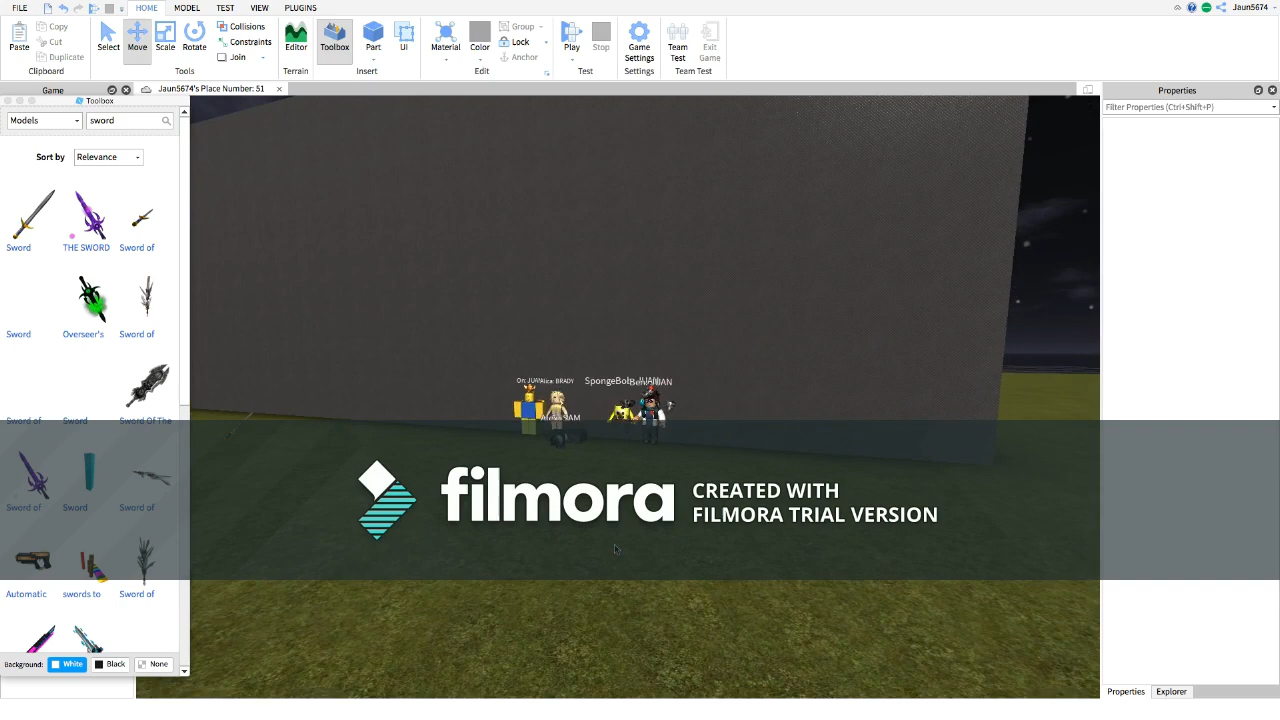 FILE
HOME
MODEL
TEST
VIEW
PLUGINS
Jaun5674
Paste
Copy
Cut
Duplicate
Clipboard
Select
Move
Scale
Rotate
Collisions
Constraints
Join
Tools
Editor
Terrain
Toolbox
Part
UI
Insert
Material
Color
Group
Lock
Anchor
Edit
Play
Stop
Test
Game
Settings
Settings
Team
Test
Exit
Game
Team Test
Game
Jaun5674's Place Number: 51
Properties
Toolbox
Models
sword
Filter Properties (Ctrl+Shift+P)
Sort by
Relevance
Sword
THE SWORD
Sword of
Sword
Overseer's
Sword of
Sword of
Sword
Sword Of The
Sword of
Sword
Sword of
Automatic
swords to
Sword of
filmora
CREATED WITH
FILMORA TRIAL VERSION
Background:
White
Black
None
Properties
Explorer